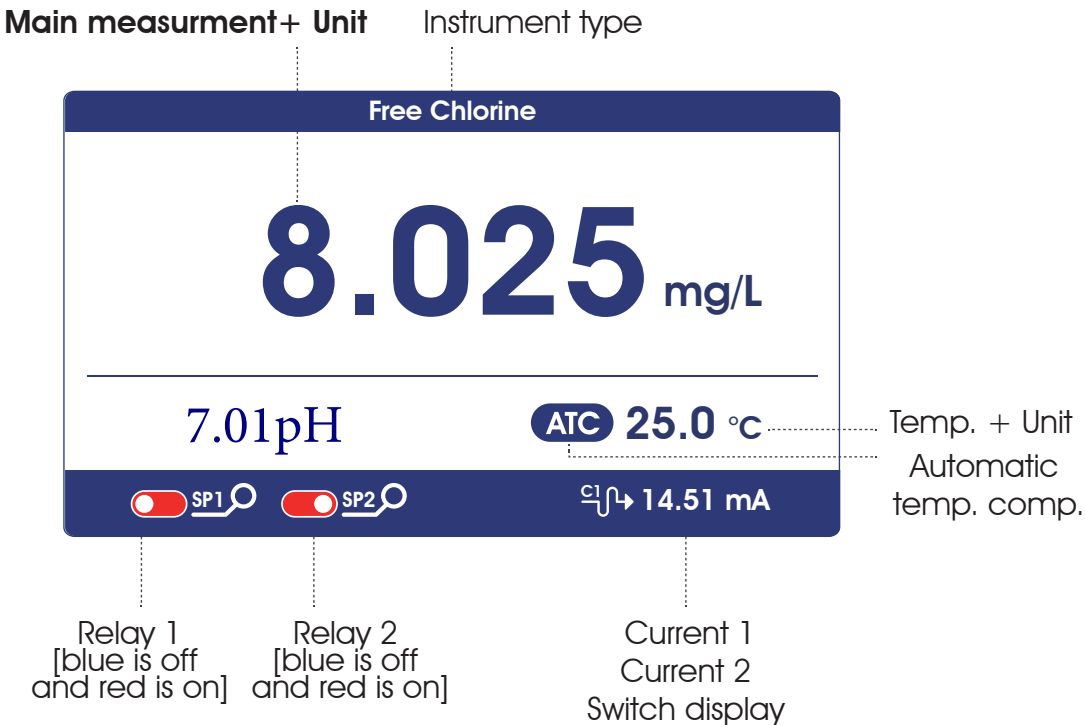 Main measurment+ Unit
Instrument type
Free Chlorine
8.025 mg/L
7.01pH
ATC 25.0 °C
Temp. + Unit
Automatic
temp. comp.
SP1
SP2
C1 14.51 mA
Relay 1
[blue is off
and red is on]
Relay 2
[blue is off
and red is on]
Current 1
Current 2
Switch display